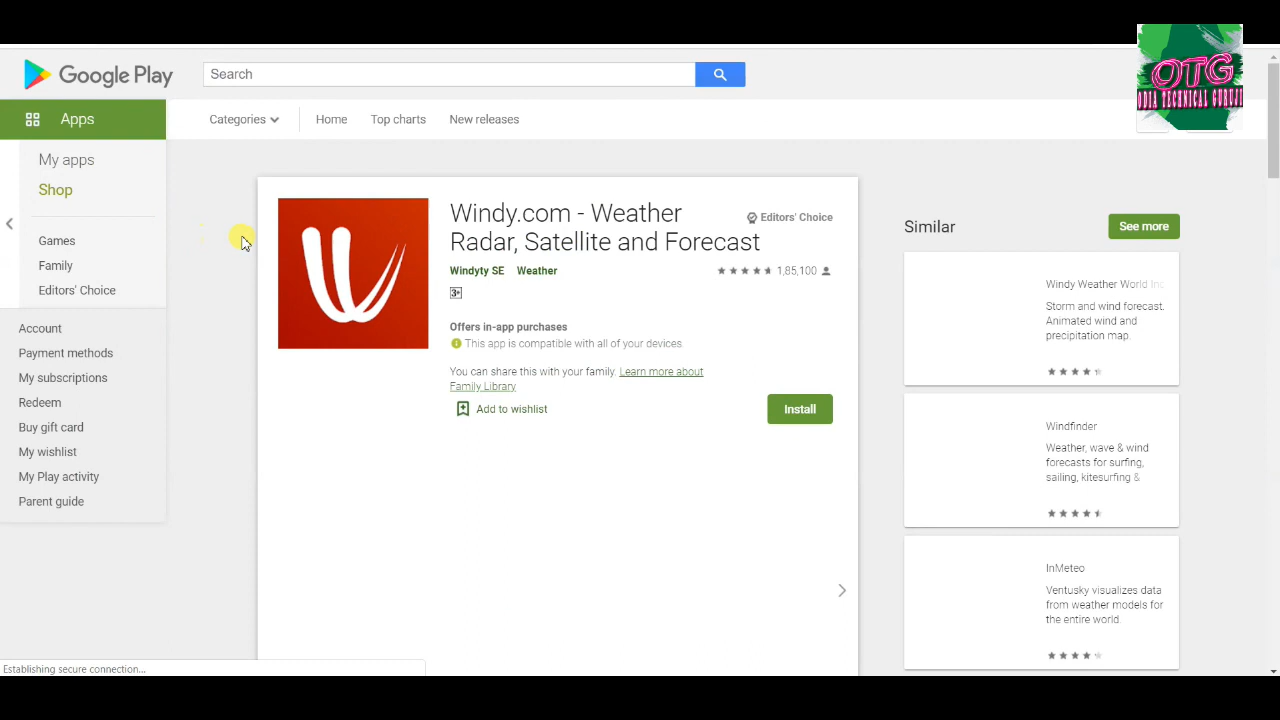 Google Play
Search
OTG
ODIA TECHNICAL GURUJI
Apps
Categories
Home
Top charts
New releases
My apps
Shop
Games
Family
Editors' Choice
Account
Payment methods
My subscriptions
Redeem
Buy gift card
My wishlist
My Play activity
Parent guide
Windy.com - Weather
Radar, Satellite and Forecast
Editors' Choice
Windyty SE Weather
1,85,100
3+
Offers in-app purchases
This app is compatible with all of your devices.
You can share this with your family. Learn more about
Family Library
Add to wishlist
Install
Similar
See more
Windy Weather World Inc
Storm and wind forecast.
Animated wind and
precipitation map.
Windfinder
Weather, wave & wind
forecasts for surfing,
sailing, kitesurfing &
InMeteo
Ventusky visualizes data
from weather models for
the entire world.
Establishing secure connection...